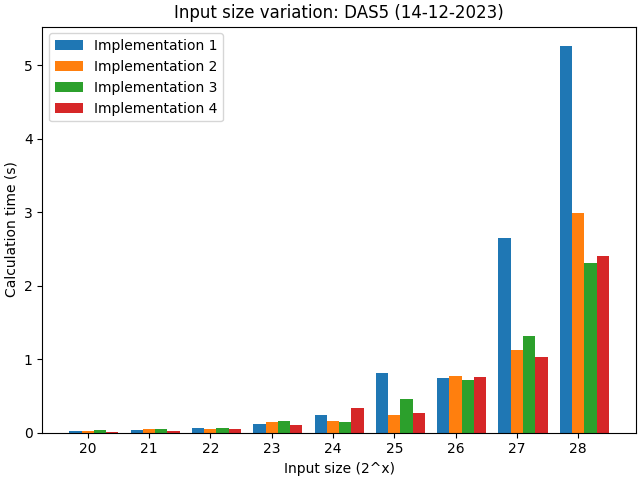 Input size variation: DAS5 (14-12-2023)
Implementation 1
Implementation 2
Implementation 3
Implementation 4
Calculation time (s)
5
4
3
2
1
0
20 21 22 23 24 25 26 27 28
Input size (2^x)